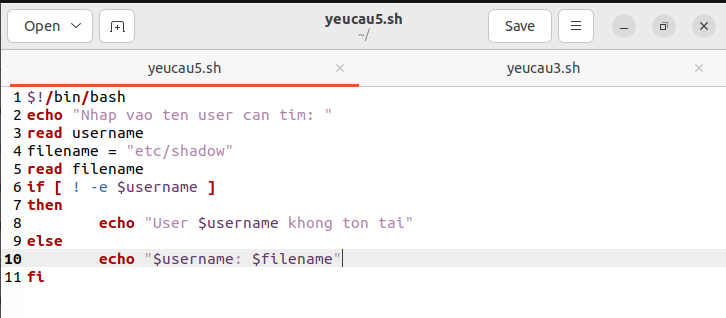 Open
yeucau5.sh
~/
Save
yeucau5.sh
yeucau3.sh
1 $!/bin/bash
2 echo "Nhap vao ten user can tim: "
3 read username
4 filename = "etc/shadow"
5 read filename
6 if [ ! -e $username ]
7 then
8 echo "User $username khong ton tai"
9 else
10 echo "$username: $filename"
11 fi